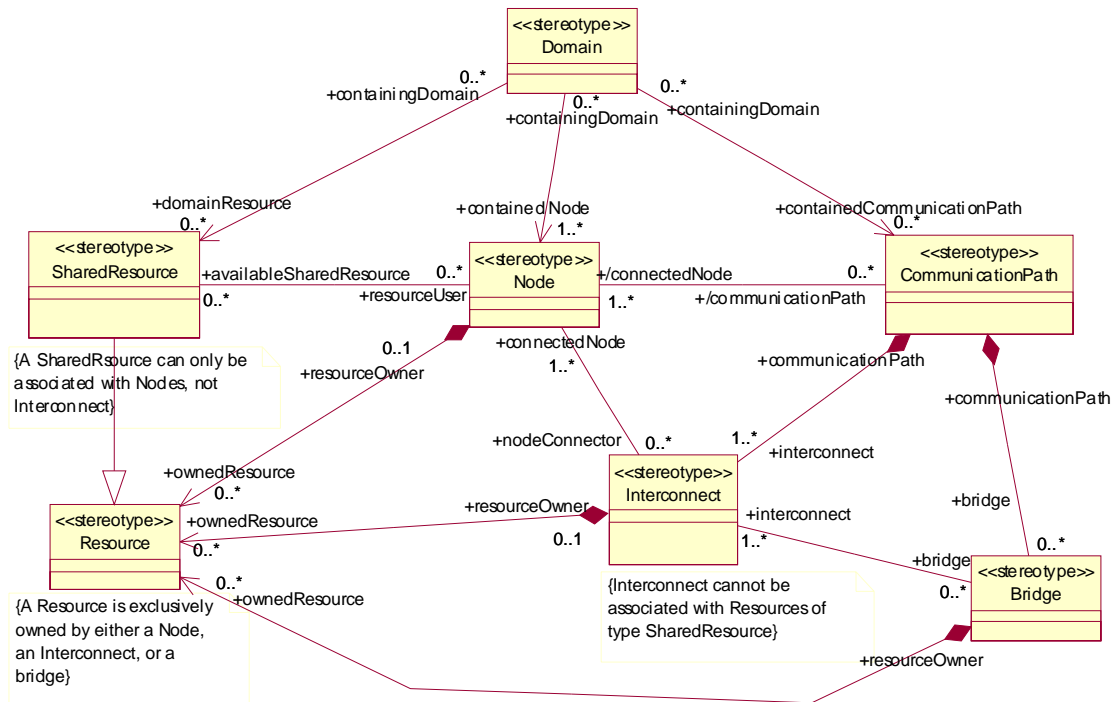 <<stereotype>>
Domain
0..*
+containingDomain
0..*
+containingDomain
0..*
+containingDomain
+domainResource
0..*
+containedNode
1..*
+containedCommunicationPath
0..*
<<stereotype>>
SharedResource
+availableSharedResource
0..*
0..*
+resourceUser
<<stereotype>>
Node
+/connectedNode
1..*
0..*
+/communicationPath
<<stereotype>>
CommunicationPath
{A SharedRsource can only be
associated with Nodes, not
Interconnect}
0..1
+resourceOwner
+connectedNode
1..*
+communicationPath
+communicationPath
+nodeConnector
0..*
1..*
+interconnect
+ownedResource
0..*
<<stereotype>>
Interconnect
+resourceOwner
0..1
+ownedResource
0..*
<<stereotype>>
Resource
+interconnect
1..*
+bridge
0..*
+bridge
0..*
<<stereotype>>
Bridge
0..*
+ownedResource
{A Resource is exclusively
owned by either a Node,
an Interconnect, or a
bridge}
{Interconnect cannot be
associated with Resources of
type SharedResource}
+resourceOwner